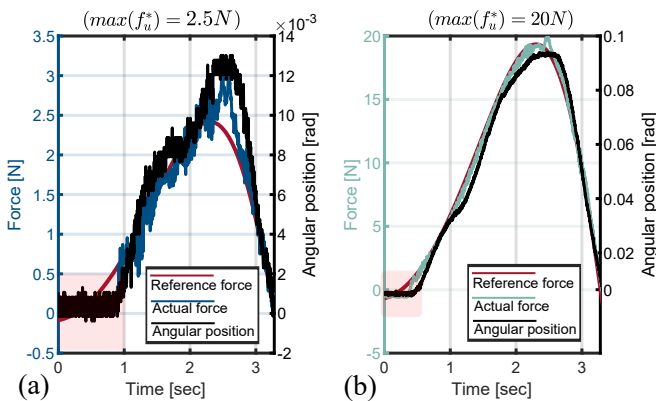 (max(f_u^*) = 2.5N)
×10^-3
3.5
3
2.5
2
1.5
1
0.5
0
-0.5
Force [N]
14
12
10
8
6
4
2
0
-2
Angular position [rad]
Reference force
Actual force
Angular position
0 1 2 3
Time [sec]
(a)
(max(f_u^*) = 20N)
20
15
10
5
0
-5
Force [N]
0.1
0.08
0.06
0.04
0.02
0
Angular position [rad]
Reference force
Actual force
Angular position
0 1 2 3
Time [sec]
(b)